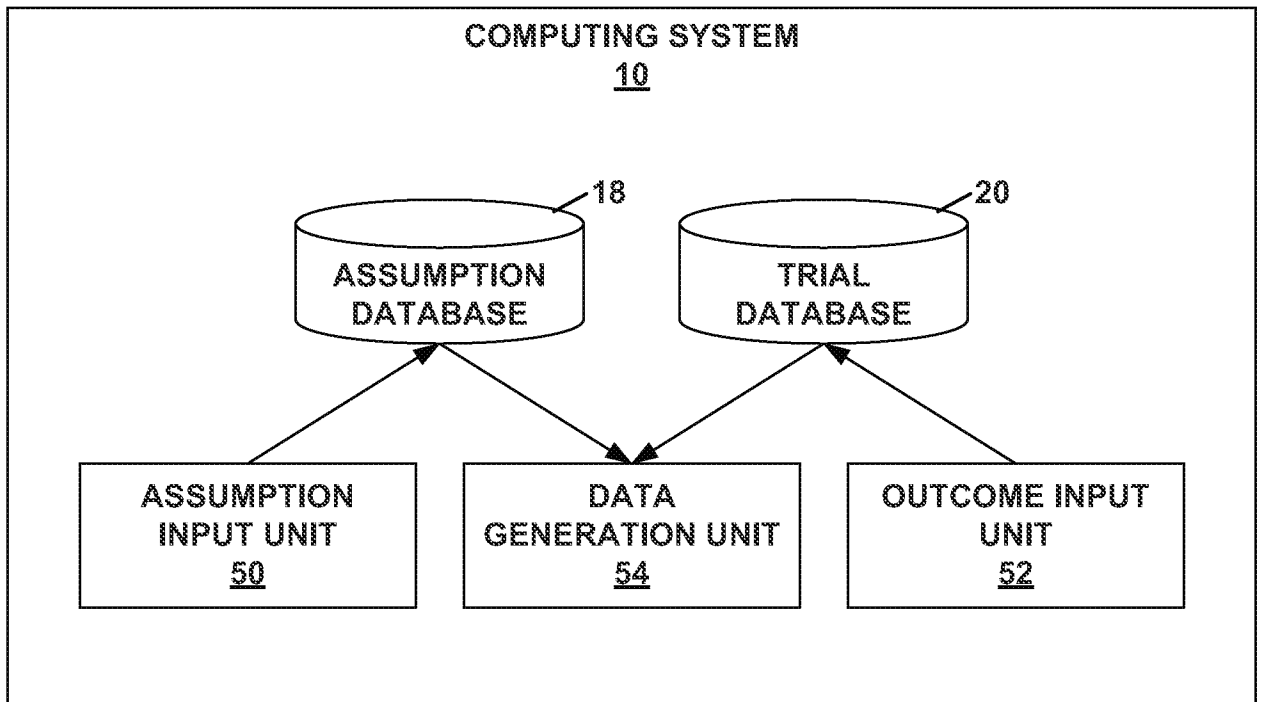 COMPUTING SYSTEM
10
18
20
ASSUMPTION
DATABASE
TRIAL
DATABASE
ASSUMPTION
INPUT UNIT
50
DATA
GENERATION UNIT
54
OUTCOME INPUT
UNIT
52